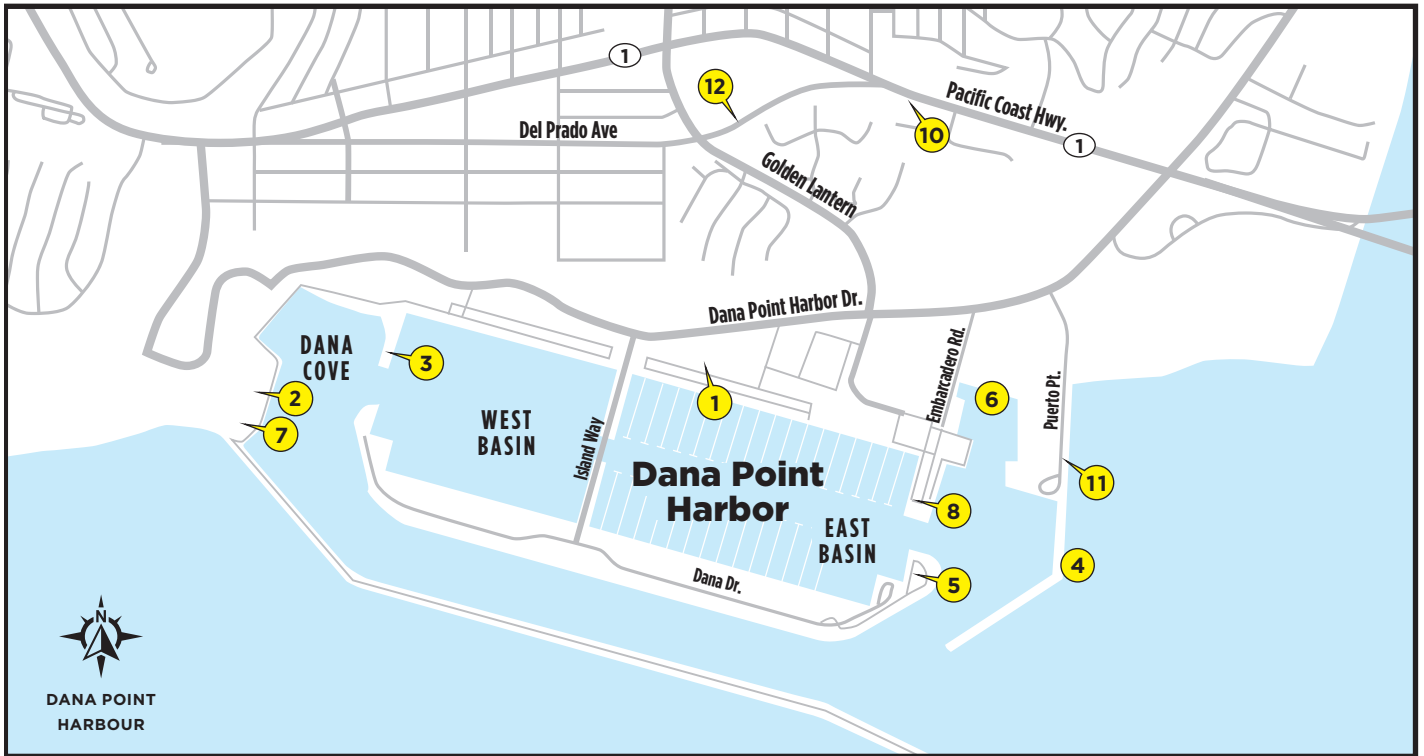 1
12
Pacific Coast Hwy.
10
Del Prado Ave
1
Golden Lantern
Dana Point Harbor Dr.
DANA
COVE
3
Embarcadero Rd.
2
1
6
Puerto Pt.
7
WEST
BASIN
Island Way
Dana Point
Harbor
11
8
EAST
BASIN
4
5
Dana Dr.
N
DANA POINT
HARBOUR